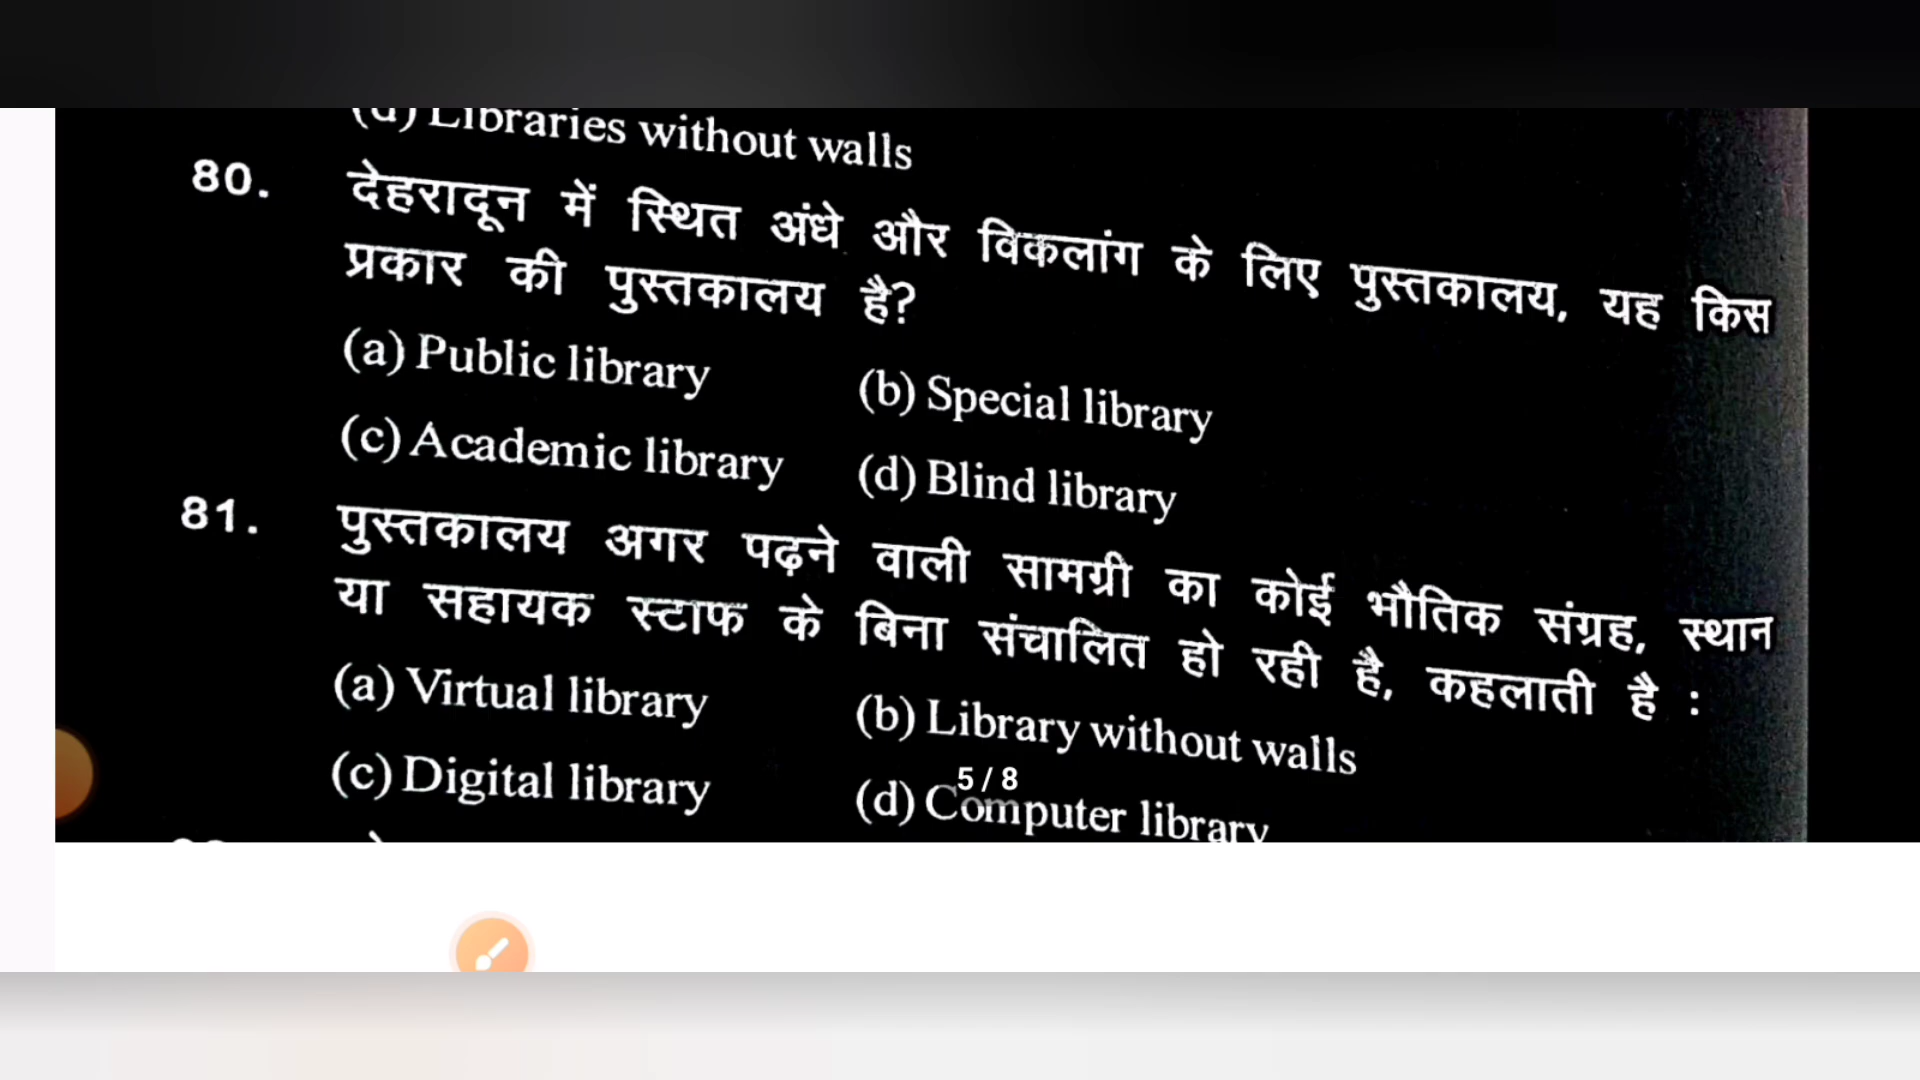 (d) Libraries without walls
80. देहरादून में स्थित अंधे और विकलांग के लिए पुस्तकालय, यह किस
प्रकार की पुस्तकालय है?
(a) Public library (b) Special library
(c) Academic library (d) Blind library
81. पुस्तकालय अगर पढ़ने वाली सामग्री का कोई भौतिक संग्रह, स्थान
या सहायक स्टाफ के बिना संचालित हो रही है, कहलाती है :
(a) Virtual library (b) Library without walls
5 / 8
(c) Digital library (d) Computer library